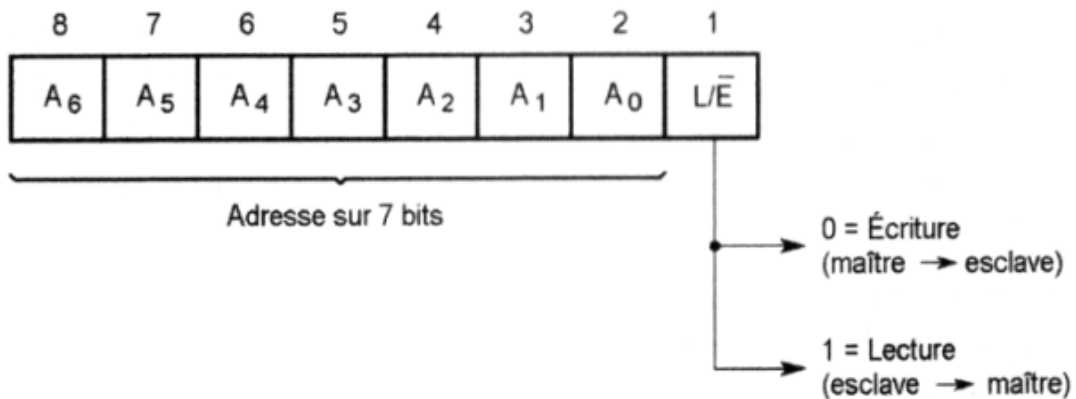 8 7 6 5 4 3 2 1
A6 A5 A4 A3 A2 A1 A0 L/E̅
Adresse sur 7 bits
0 = Écriture
(maître → esclave)
1 = Lecture
(esclave → maître)